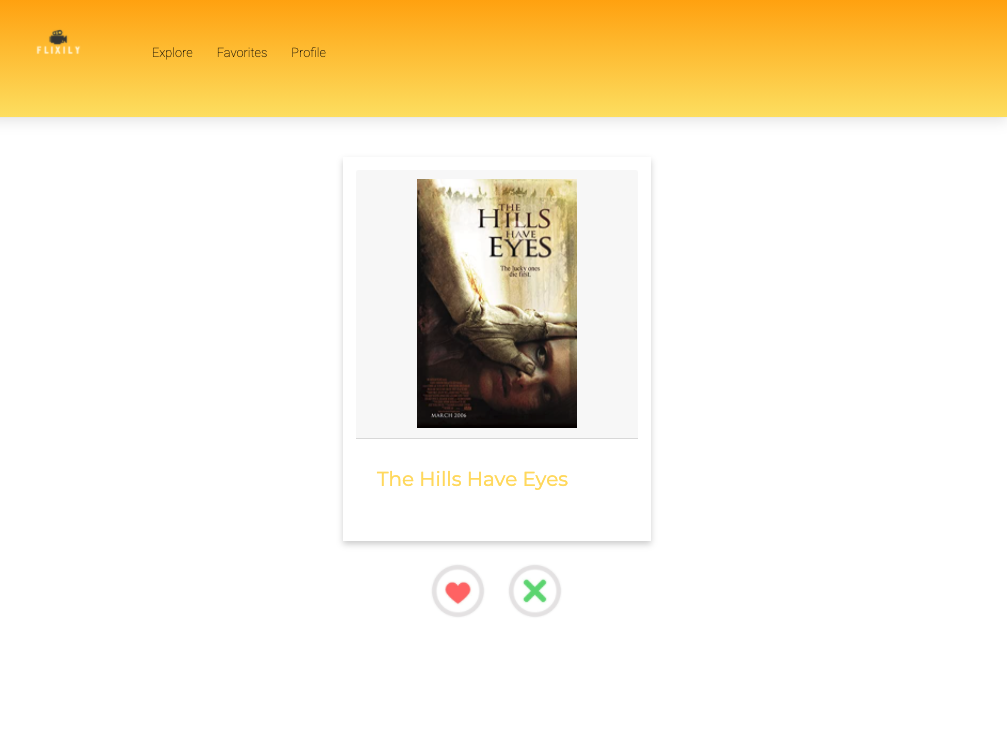 FLIXILY
Explore Favorites Profile
THE
HILLS
HAVE
EYES
The lucky ones
die first.
MARCH 2006
The Hills Have Eyes